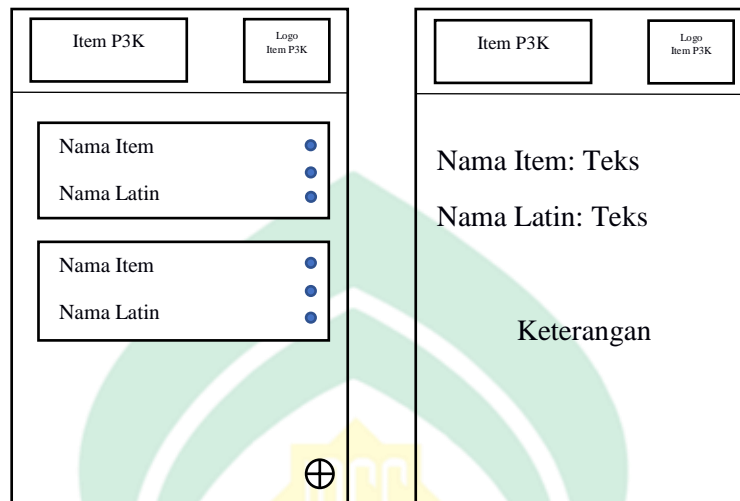 Item P3K
Logo
Item P3K
Nama Item
Nama Latin
Nama Item
Nama Latin
Item P3K
Logo
Item P3K
Nama Item: Teks
Nama Latin: Teks
Keterangan